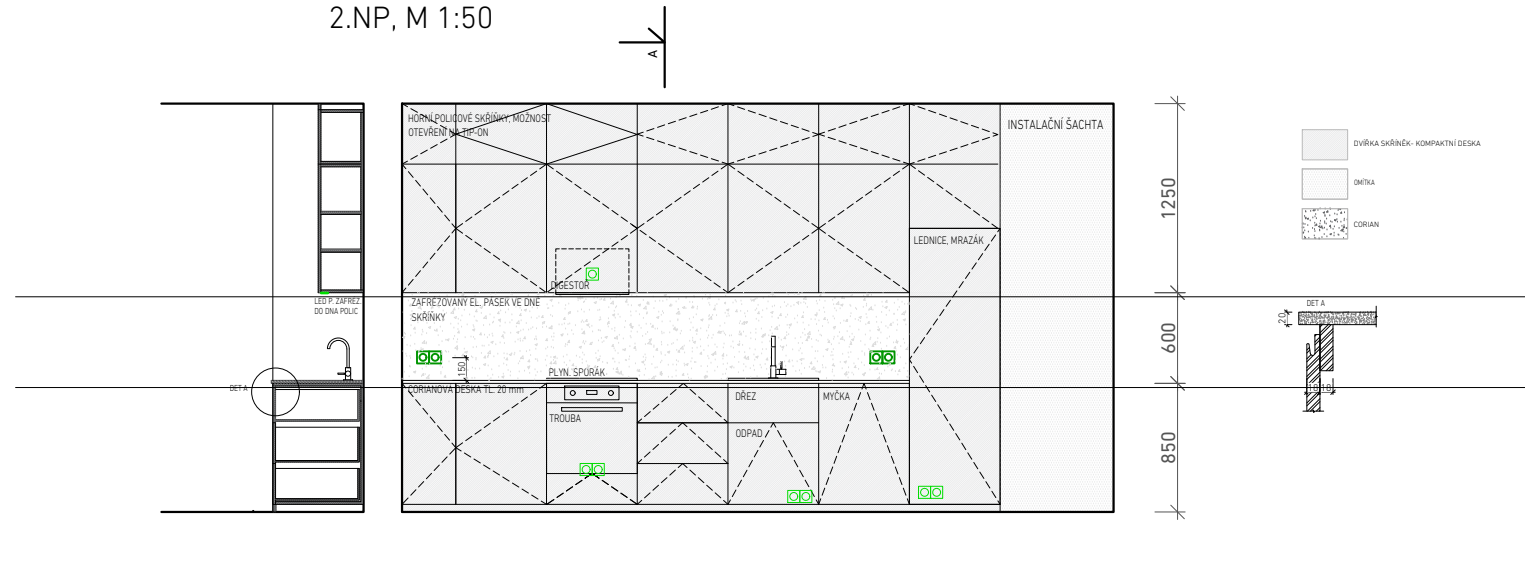 2.NP, M 1:50
A
HORNÍ POLICOVÉ SKŘÍŇKY, MOŽNOST
OTEVŘENÍ NA TIP-ON
INSTALAČNÍ ŠACHTA
LEDNICE, MRAZÁK
DIGESTOŘ
LED P. ZAFRÉZ.
DO DNA POLIC
ZAFRÉZOVANÝ EL. PÁSEK VE DNĚ
SKŘÍŇKY
150
PLYN. SPORÁK
DET A
CORIANOVÁ DESKA TL. 20 mm
TROUBA
DŘEZ
ODPAD
MYČKA
1250
600
850
DVÍŘKA SKŘÍNĚK- KOMPAKTNÍ DESKA
OMÍTKA
CORIAN
DET A
20
10
18